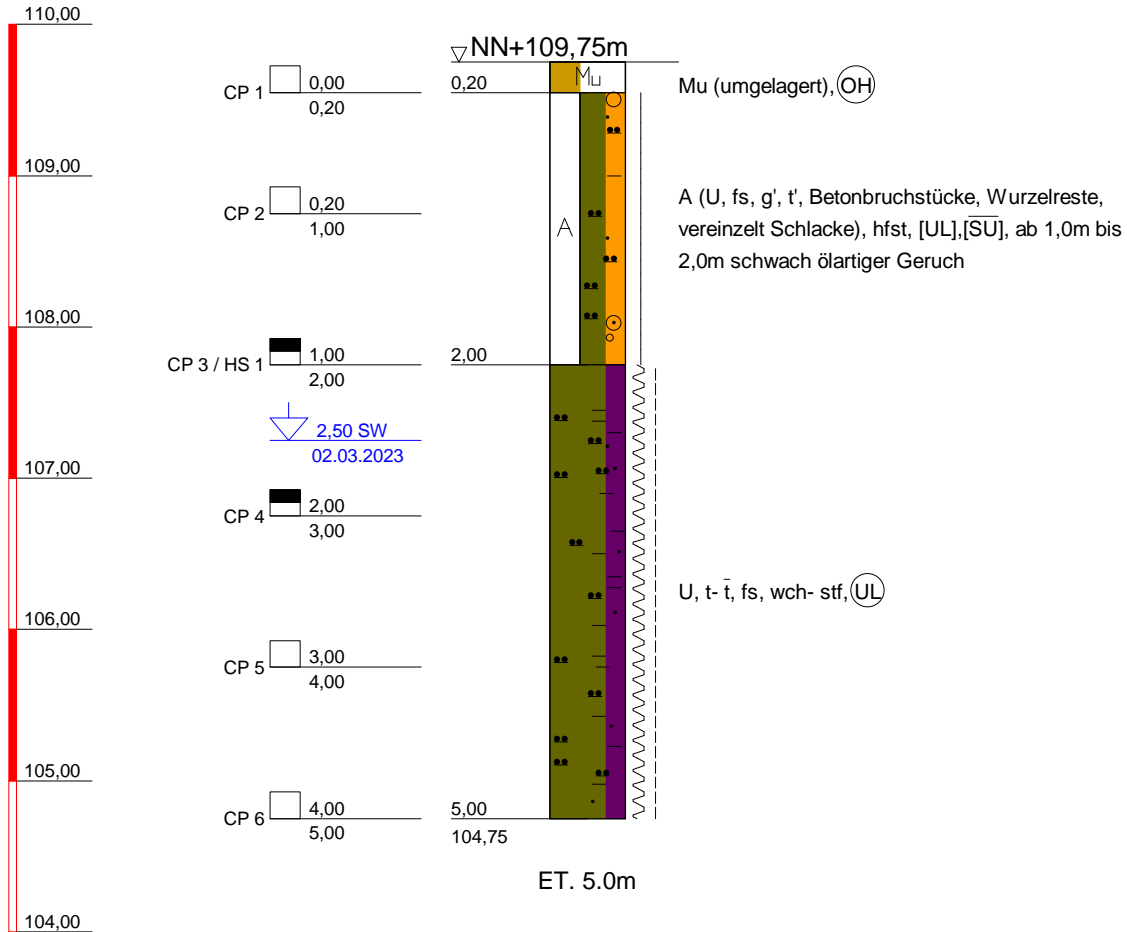 110,00
109,00
108,00
107,00
106,00
105,00
104,00
CP 1 0,00
0,20
CP 2 0,20
1,00
CP 3 / HS 1 1,00
2,00
2,50 SW
02.03.2023
CP 4 2,00
3,00
CP 5 3,00
4,00
CP 6 4,00
5,00
NN+109,75m
0,20
2,00
5,00
104,75
Mu
A
ET. 5.0m
Mu (umgelagert), OH
A (U, fs, g', t', Betonbruchstücke, Wurzelreste,
vereinzelt Schlacke), hfst, [UL],[S̅U̅], ab 1,0m bis
2,0m schwach ölartiger Geruch
U, t- t̅, fs, wch- stf, UL